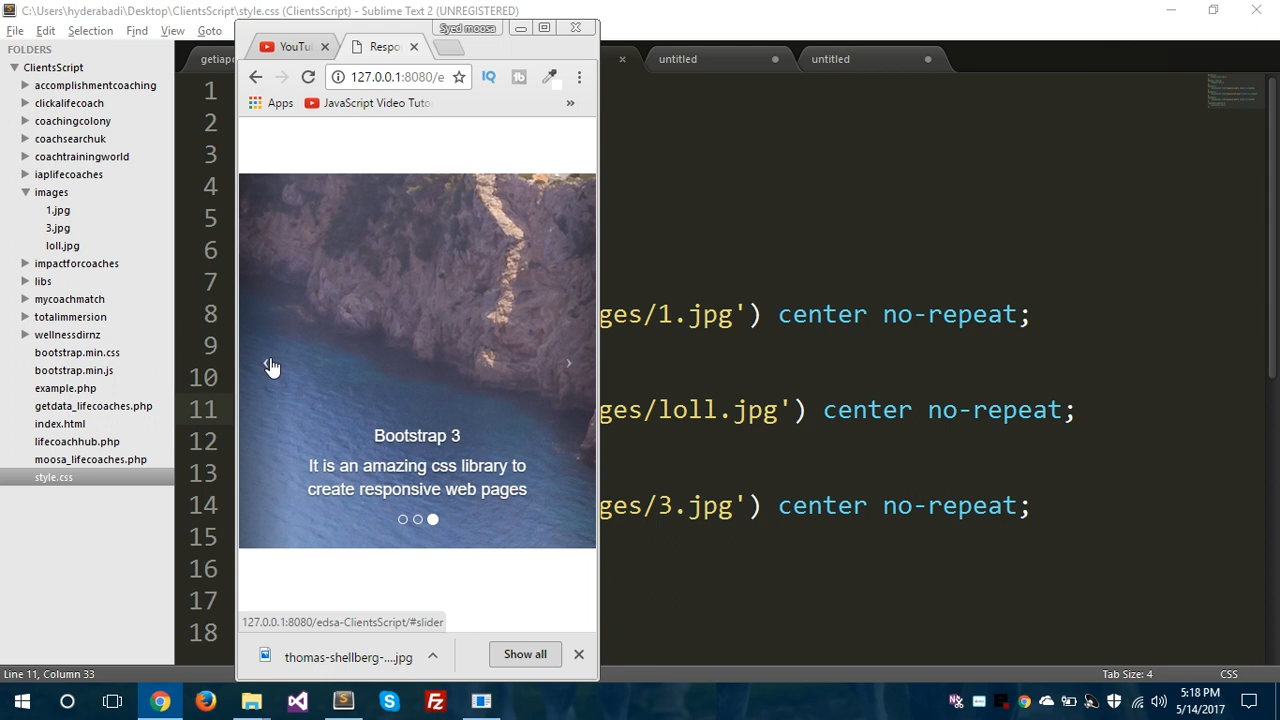 C:\Users\hyderabadi\Desktop\ClientsScript\style.css (ClientsScript) - Sublime Text 2 (UNREGISTERED)
File Edit Selection Find View Goto
Syed moosa
YouTu
Respo
getiapc
untitled
untitled
127.0.0.1:8080/e
IQ
tb
Apps
JavaScript Video Tuto
»
FOLDERS
ClientsScript
accomplishmentcoaching
clickalifecoach
coachingcolony
coachsearchuk
coachtrainingworld
iaplifecoaches
images
1.jpg
3.jpg
loll.jpg
impactforcoaches
libs
mycoachmatch
totalimmersion
wellnessdirnz
bootstrap.min.css
bootstrap.min.js
example.php
getdata_lifecoaches.php
index.html
lifecoachhub.php
moosa_lifecoaches.php
style.css
1
2
3
4
5
6
7
8 ges/1.jpg') center no-repeat;
9
10
11 ges/loll.jpg') center no-repeat;
12
13
14 ges/3.jpg') center no-repeat;
15
16
17
18
Bootstrap 3
It is an amazing css library to
create responsive web pages
127.0.0.1:8080/edsa-ClientsScript/#slider
thomas-shellberg-....jpg
Show all
Line 11, Column 33
Tab Size: 4
CSS
5:18 PM
5/14/2017